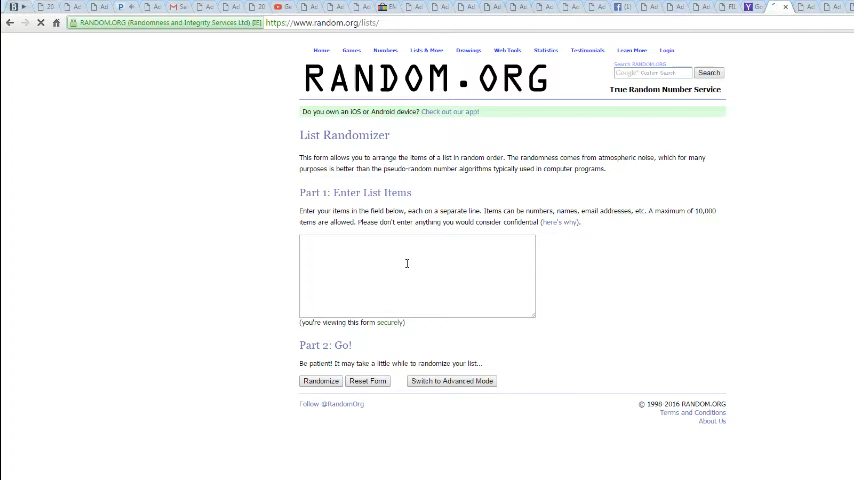 RANDOM.ORG (Randomness and Integrity Services Ltd) [IE] https://www.random.org/lists/
Home Games Numbers Lists & More Drawings Web Tools Statistics Testimonials Learn More Login
RANDOM.ORG
Search RANDOM.ORG
Google™ Custom Search Search
True Random Number Service
Do you own an iOS or Android device? Check out our app!
List Randomizer
This form allows you to arrange the items of a list in random order. The randomness comes from atmospheric noise, which for many
purposes is better than the pseudo-random number algorithms typically used in computer programs.
Part 1: Enter List Items
Enter your items in the field below, each on a separate line. Items can be numbers, names, email addresses, etc. A maximum of 10,000
items are allowed. Please don't enter anything you would consider confidential (here's why).
(you're viewing this form securely)
Part 2: Go!
Be patient! It may take a little while to randomize your list...
Randomize Reset Form Switch to Advanced Mode
Follow @RandomOrg © 1998-2016 RANDOM.ORG
Terms and Conditions
About Us